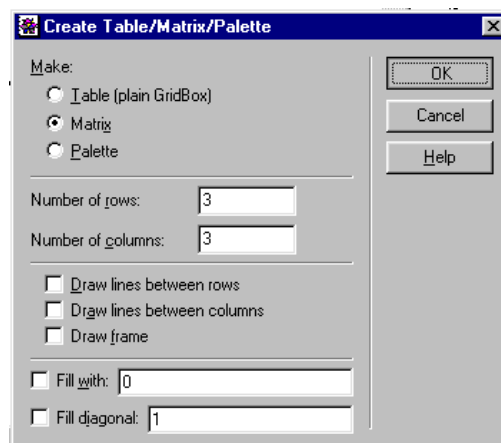 Create Table/Matrix/Palette
Make:
Table (plain GridBox)
Matrix
Palette
OK
Cancel
Help
Number of rows: 3
Number of columns: 3
Draw lines between rows
Draw lines between columns
Draw frame
Fill with: 0
Fill diagonal: 1